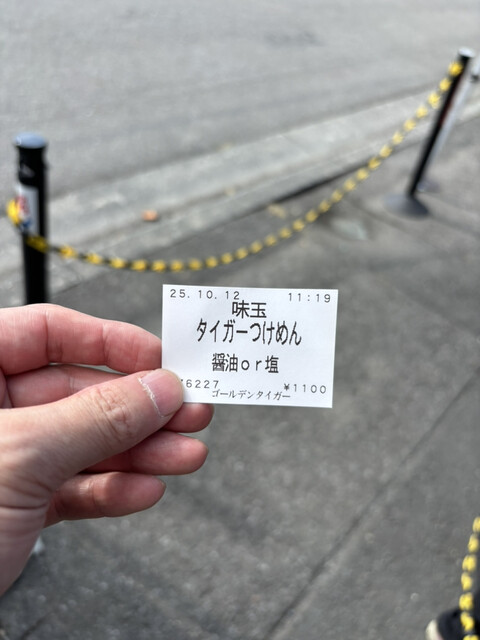 25.10.12 11:19
味玉
タイガーつけめん
醤油or塩
6227 ¥1100
ゴールデンタイガー